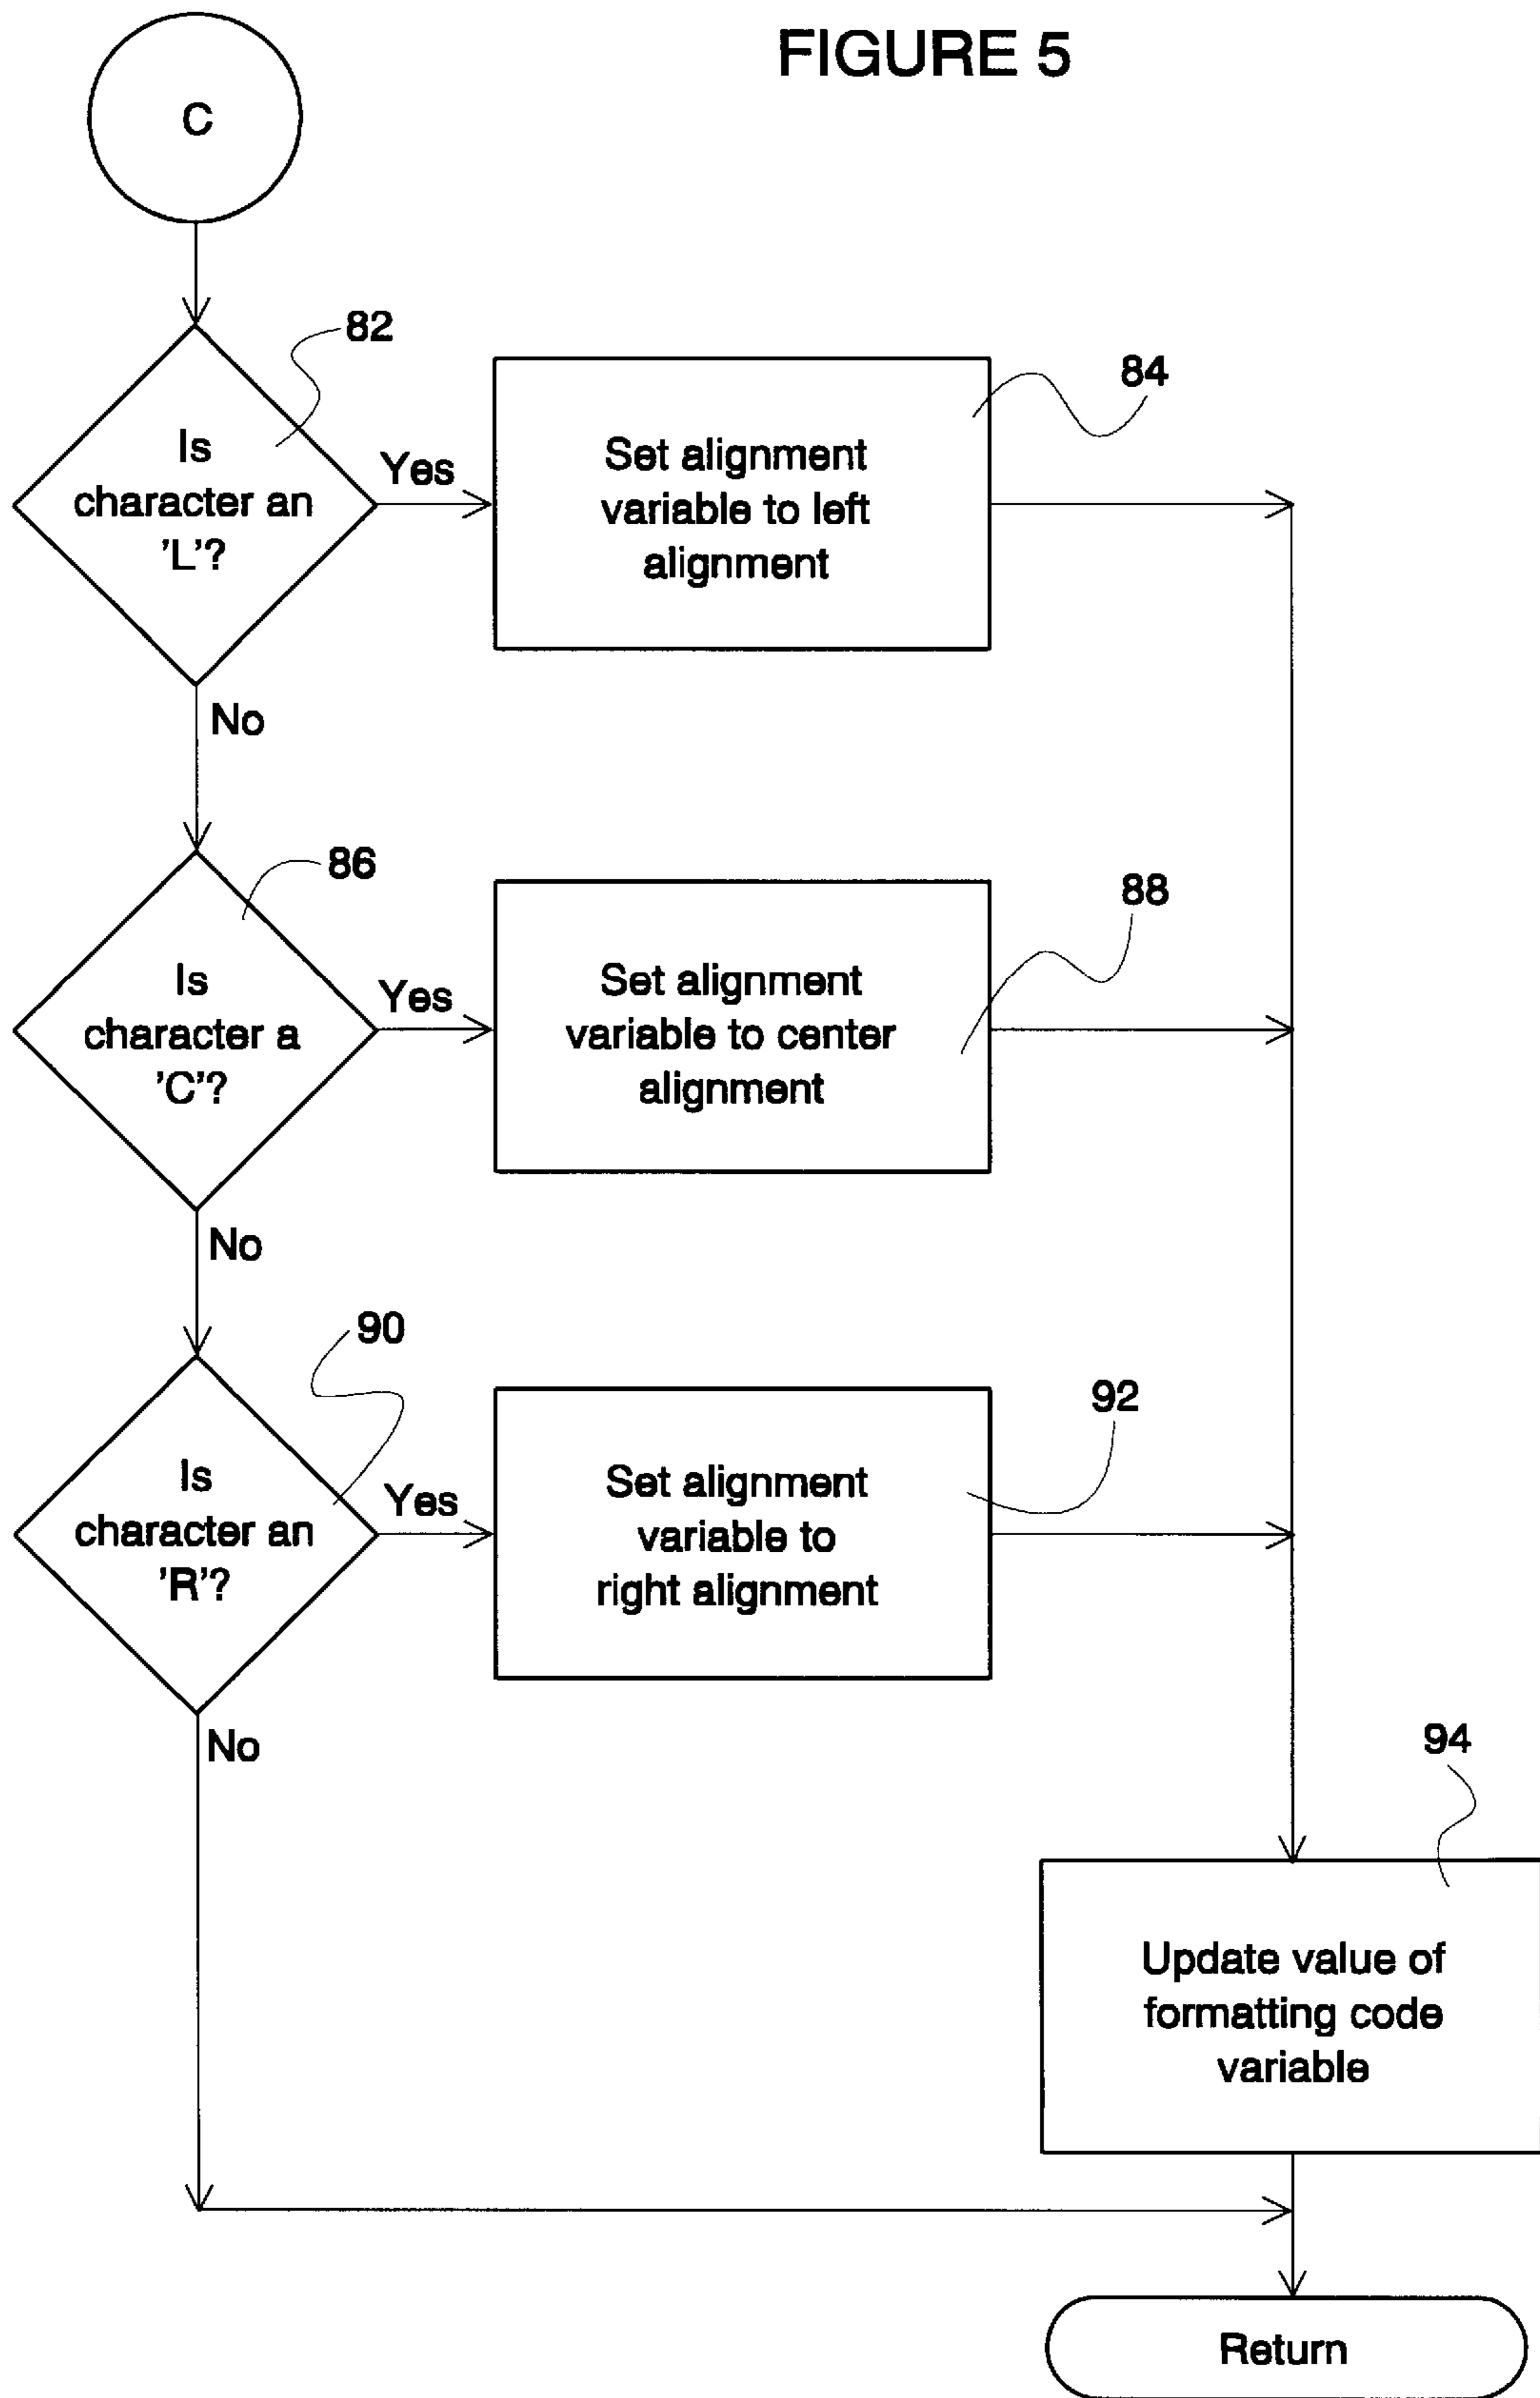 FIGURE 5
C
82
Is
character an
'L'?
Yes
84
Set alignment
variable to left
alignment
No
86
Is
character a
'C'?
Yes
88
Set alignment
variable to center
alignment
No
90
Is
character an
'R'?
Yes
92
Set alignment
variable to
right alignment
No
94
Update value of
formatting code
variable
Return